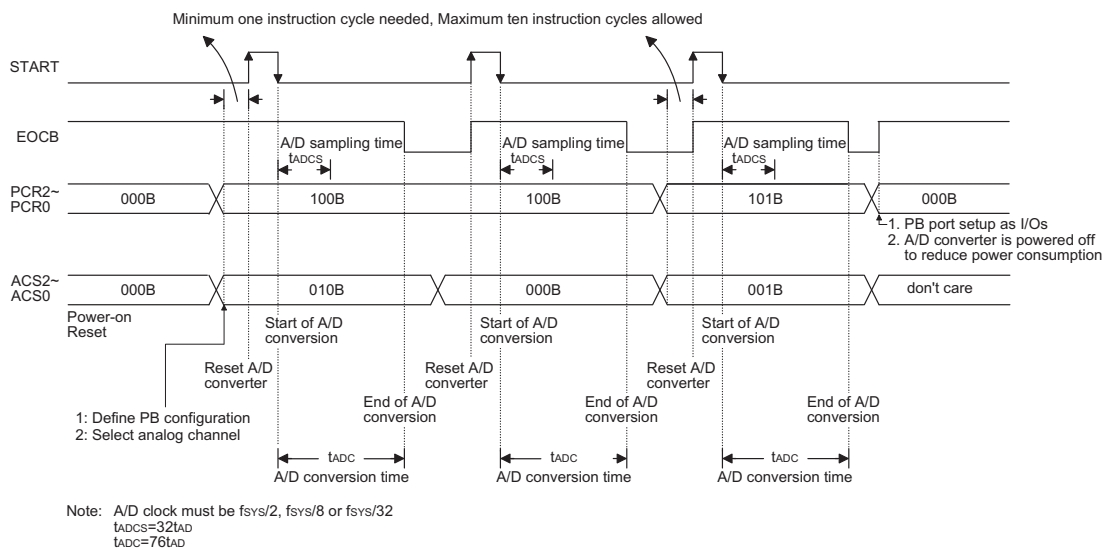 Minimum one instruction cycle needed, Maximum ten instruction cycles allowed
START
EOCB
A/D sampling time
tADCS
A/D sampling time
tADCS
A/D sampling time
tADCS
PCR2~
PCR0
000B
100B
100B
101B
000B
1. PB port setup as I/Os
2. A/D converter is powered off
to reduce power consumption
ACS2~
ACS0
000B
010B
000B
001B
don't care
Power-on
Reset
Start of A/D
conversion
Start of A/D
conversion
Start of A/D
conversion
Reset A/D
converter
Reset A/D
converter
Reset A/D
converter
1: Define PB configuration
2: Select analog channel
End of A/D
conversion
End of A/D
conversion
End of A/D
conversion
tADC
A/D conversion time
tADC
A/D conversion time
tADC
A/D conversion time
Note: A/D clock must be fSYS/2, fSYS/8 or fSYS/32
tADCS=32tAD
tADC=76tAD